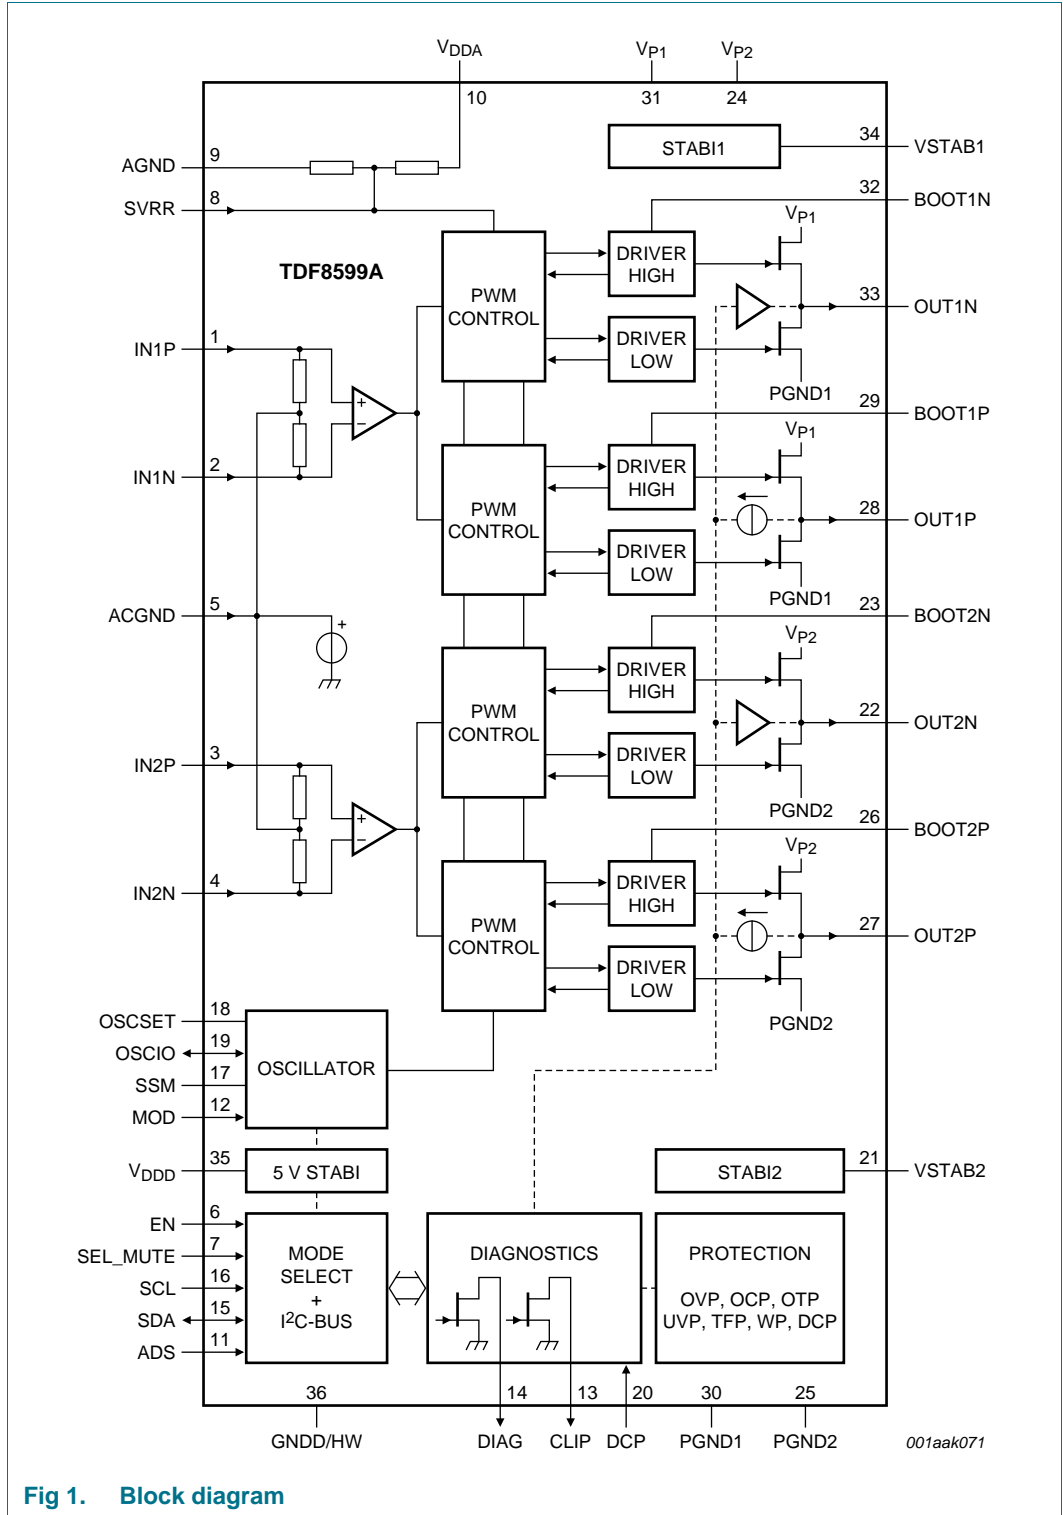 VDDA
VP1
VP2
10
31
24
AGND
9
STABI1
34
VSTAB1
SVRR
8
32
BOOT1N
TDF8599A
PWM
CONTROL
DRIVER
HIGH
VP1
33
OUT1N
IN1P
1
DRIVER
LOW
PGND1
+
−
29
BOOT1P
IN1N
2
PWM
CONTROL
DRIVER
HIGH
VP1
28
OUT1P
DRIVER
LOW
PGND1
ACGND
5
+
23
BOOT2N
PWM
CONTROL
DRIVER
HIGH
VP2
22
OUT2N
IN2P
3
DRIVER
LOW
PGND2
+
−
26
BOOT2P
IN2N
4
PWM
CONTROL
DRIVER
HIGH
VP2
27
OUT2P
DRIVER
LOW
PGND2
OSCSET
18
OSCIO
19
OSCILLATOR
SSM
17
MOD
12
VDDD
35
5 V STABI
STABI2
21
VSTAB2
EN
6
SEL_MUTE
7
SCL
16
SDA
15
ADS
11
MODE
SELECT
+
I2C-BUS
DIAGNOSTICS
PROTECTION
OVP, OCP, OTP
UVP, TFP, WP, DCP
36
14
13
20
30
25
GNDD/HW
DIAG
CLIP
DCP
PGND1
PGND2
001aak071
Fig 1. Block diagram